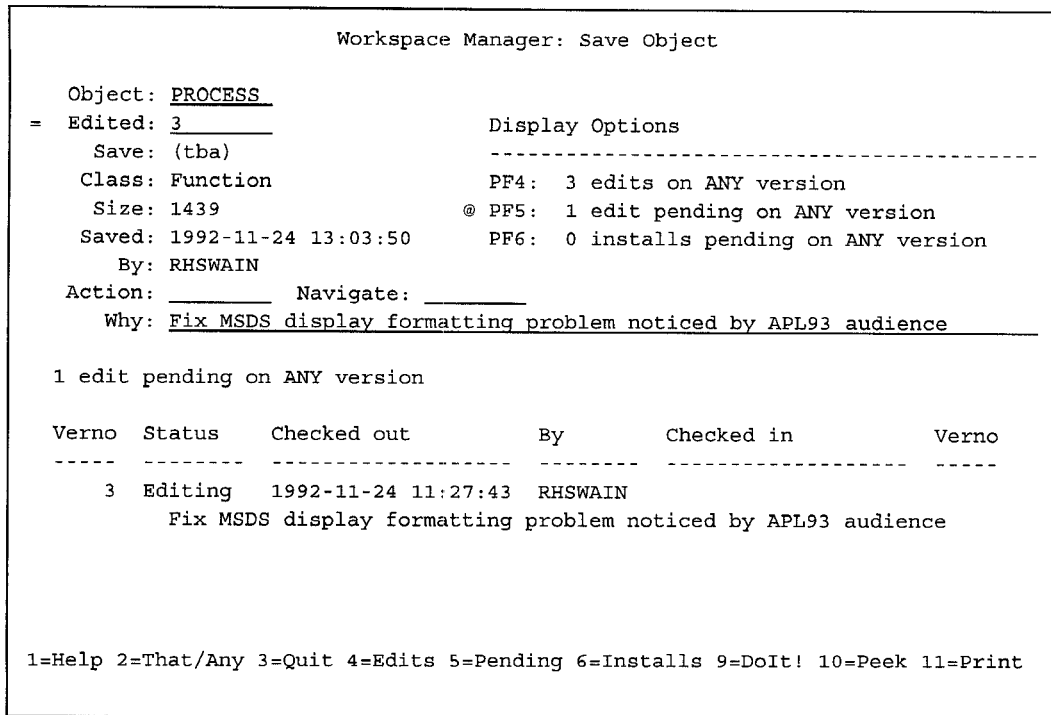 Workspace Manager: Save Object
Object: PROCESS
= Edited: 3 Display Options
Save: (tba) -------------------------------------------
Class: Function PF4: 3 edits on ANY version
Size: 1439 @ PF5: 1 edit pending on ANY version
Saved: 1992-11-24 13:03:50 PF6: 0 installs pending on ANY version
By: RHSWAIN
Action: ________ Navigate: ________
Why: Fix MSDS display formatting problem noticed by APL93 audience
1 edit pending on ANY version
Verno Status Checked out By Checked in Verno
----- -------- ------------------- -------- ------------------- -----
3 Editing 1992-11-24 11:27:43 RHSWAIN
Fix MSDS display formatting problem noticed by APL93 audience
1=Help 2=That/Any 3=Quit 4=Edits 5=Pending 6=Installs 9=DoIt! 10=Peek 11=Print